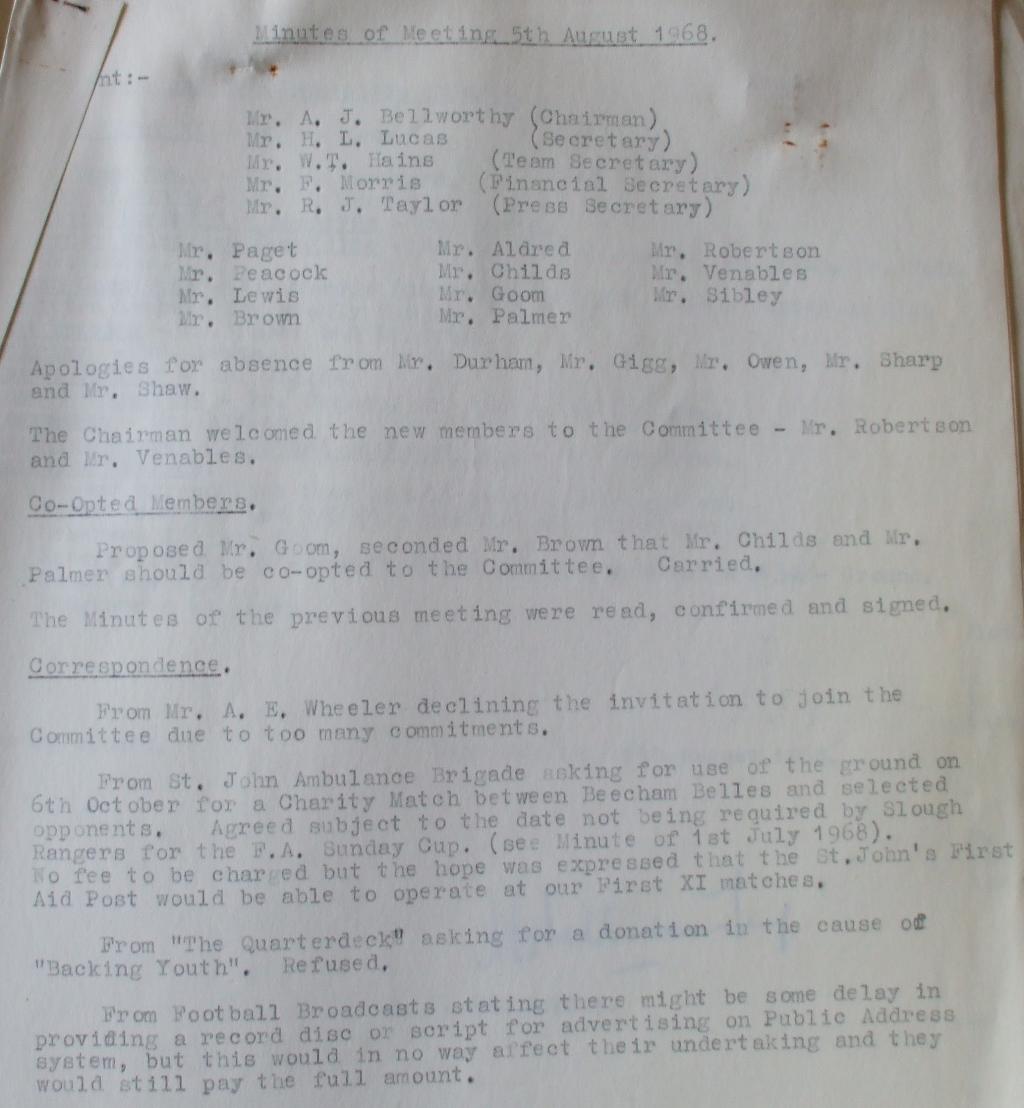 Minutes of Meeting 5th August 1968.
nt:-
Mr. A. J. Bellworthy (Chairman)
Mr. H. L. Lucas (Secretary)
Mr. W.T. Hains (Team Secretary)
Mr. F. Morris (Financial Secretary)
Mr. R. J. Taylor (Press Secretary)
Mr. Paget Mr. Aldred Mr. Robertson
Mr. Peacock Mr. Childs Mr. Venables
Mr. Lewis Mr. Goom Mr. Sibley
Mr. Brown Mr. Palmer
Apologies for absence from Mr. Durham, Mr. Gigg, Mr. Owen, Mr. Sharp
and Mr. Shaw.
The Chairman welcomed the new members to the Committee - Mr. Robertson
and Mr. Venables.
Co-Opted Members.
Proposed Mr. Goom, seconded Mr. Brown that Mr. Childs and Mr.
Palmer should be co-opted to the Committee. Carried.
The Minutes of the previous meeting were read, confirmed and signed.
Correspondence.
From Mr. A. E. Wheeler declining the invitation to join the
Committee due to too many commitments.
From St. John Ambulance Brigade asking for use of the ground on
6th October for a Charity Match between Beecham Belles and selected
opponents. Agreed subject to the date not being required by Slough
Rangers for the F.A. Sunday Cup. (see Minute of 1st July 1968).
No fee to be charged but the hope was expressed that the St.John's First
Aid Post would be able to operate at our First XI matches.
From "The Quarterdeck" asking for a donation in the cause of
"Backing Youth". Refused.
From Football Broadcasts stating there might be some delay in
providing a record disc or script for advertising on Public Address
system, but this would in no way affect their undertaking and they
would still pay the full amount.